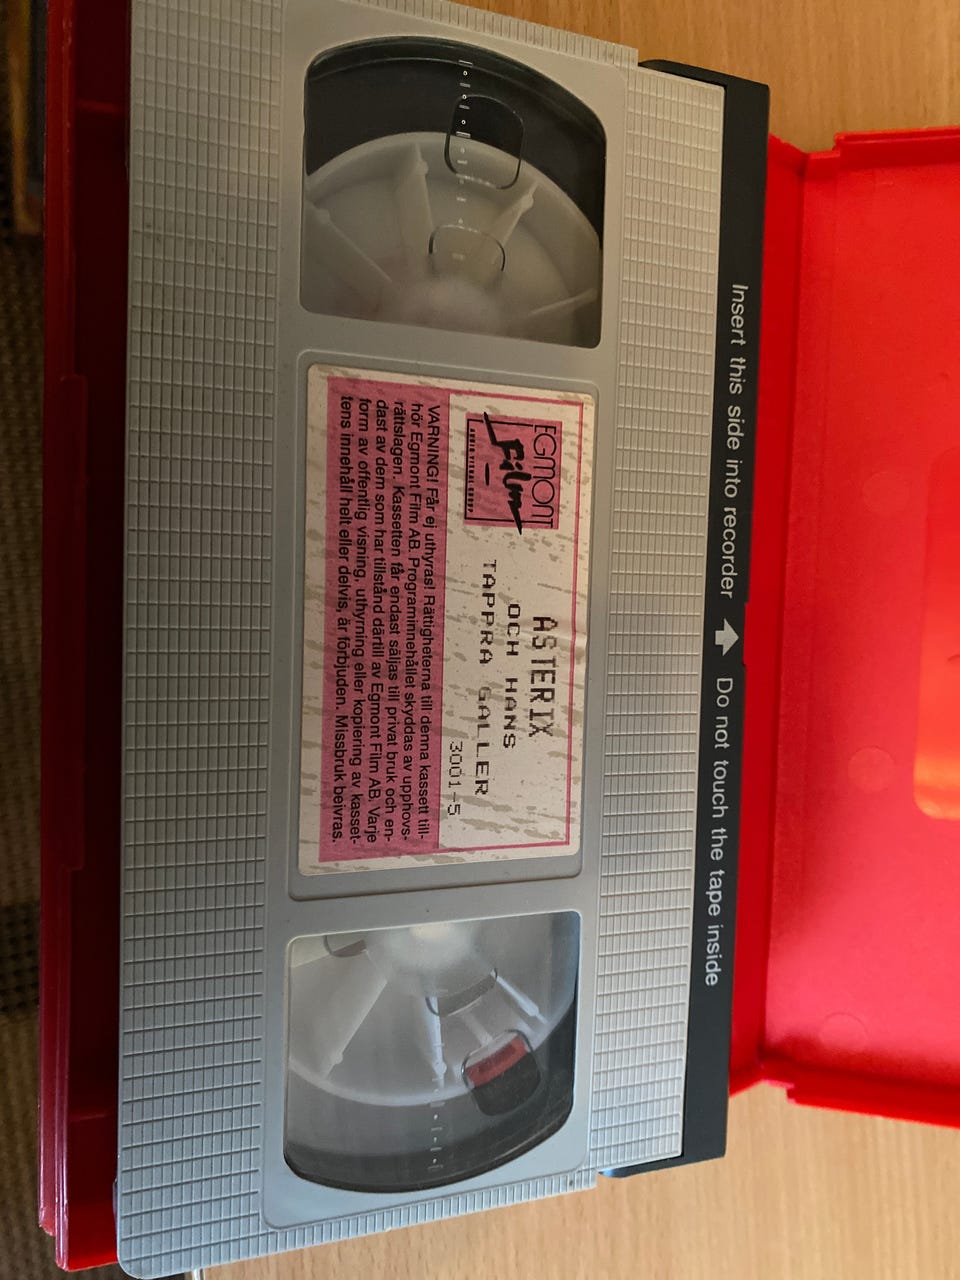 Insert this side into recorder Do not touch the tape inside
EGMONT
Film
AUDIO VISUAL GROUP
ASTERIX
OCH HANS
TAPPRA GALLER
3001-5
VARNING! Får ej uthyras! Rättigheterna till denna kassett till-
hör Egmont Film AB. Programinnehållet skyddas av upphovs-
rättslagen. Kassetten får endast säljas till privat bruk och en-
dast av dem som har tillstånd därtill av Egmont Film AB. Varje
form av offentlig visning, uthyrning eller kopiering av kasset-
tens innehåll helt eller delvis, är förbjuden. Missbruk beivras.